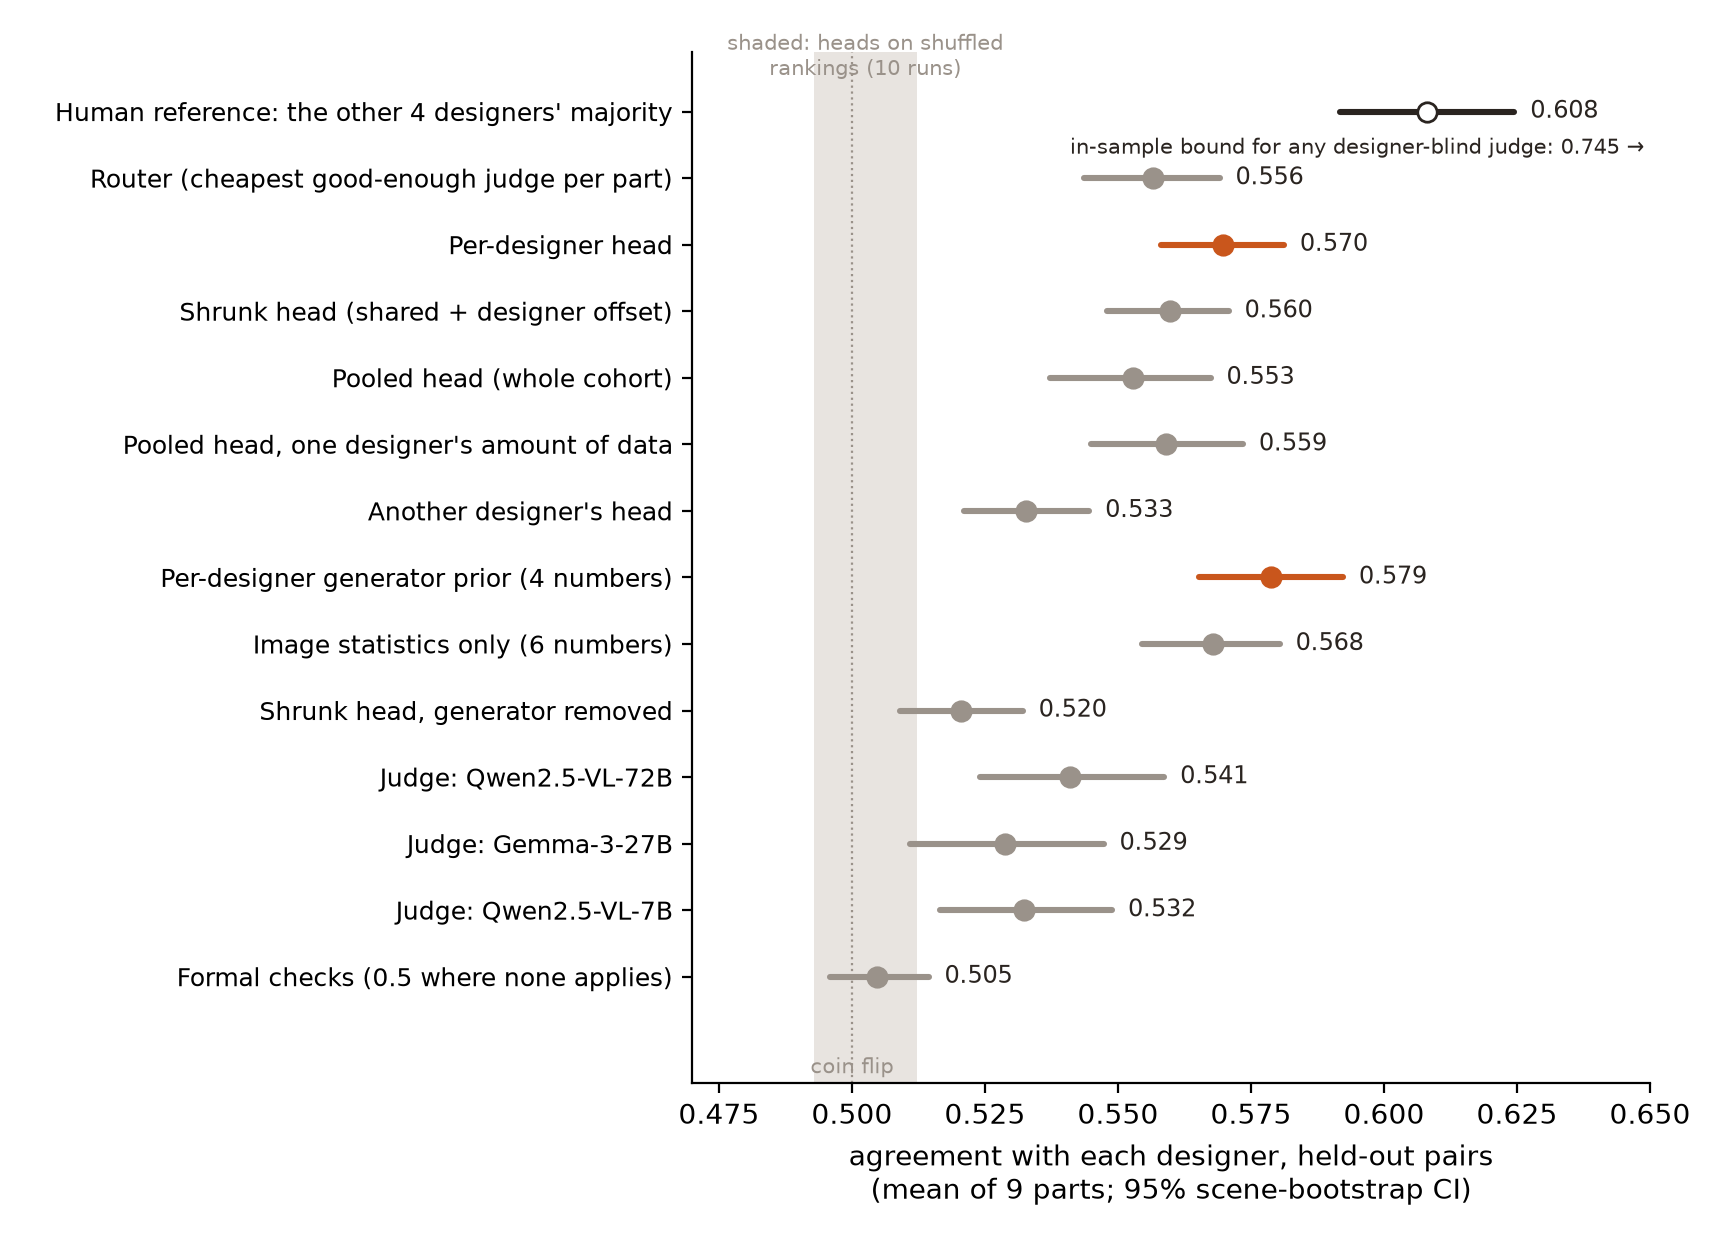 shaded: heads on shuffled
rankings (10 runs)
Human reference: the other 4 designers' majority
0.608
in-sample bound for any designer-blind judge: 0.745 →
Router (cheapest good-enough judge per part)
0.556
Per-designer head
0.570
Shrunk head (shared + designer offset)
0.560
Pooled head (whole cohort)
0.553
Pooled head, one designer's amount of data
0.559
Another designer's head
0.533
Per-designer generator prior (4 numbers)
0.579
Image statistics only (6 numbers)
0.568
Shrunk head, generator removed
0.520
Judge: Qwen2.5-VL-72B
0.541
Judge: Gemma-3-27B
0.529
Judge: Qwen2.5-VL-7B
0.532
Formal checks (0.5 where none applies)
0.505
coin flip
0.475 0.500 0.525 0.550 0.575 0.600 0.625 0.650
agreement with each designer, held-out pairs
(mean of 9 parts; 95% scene-bootstrap CI)